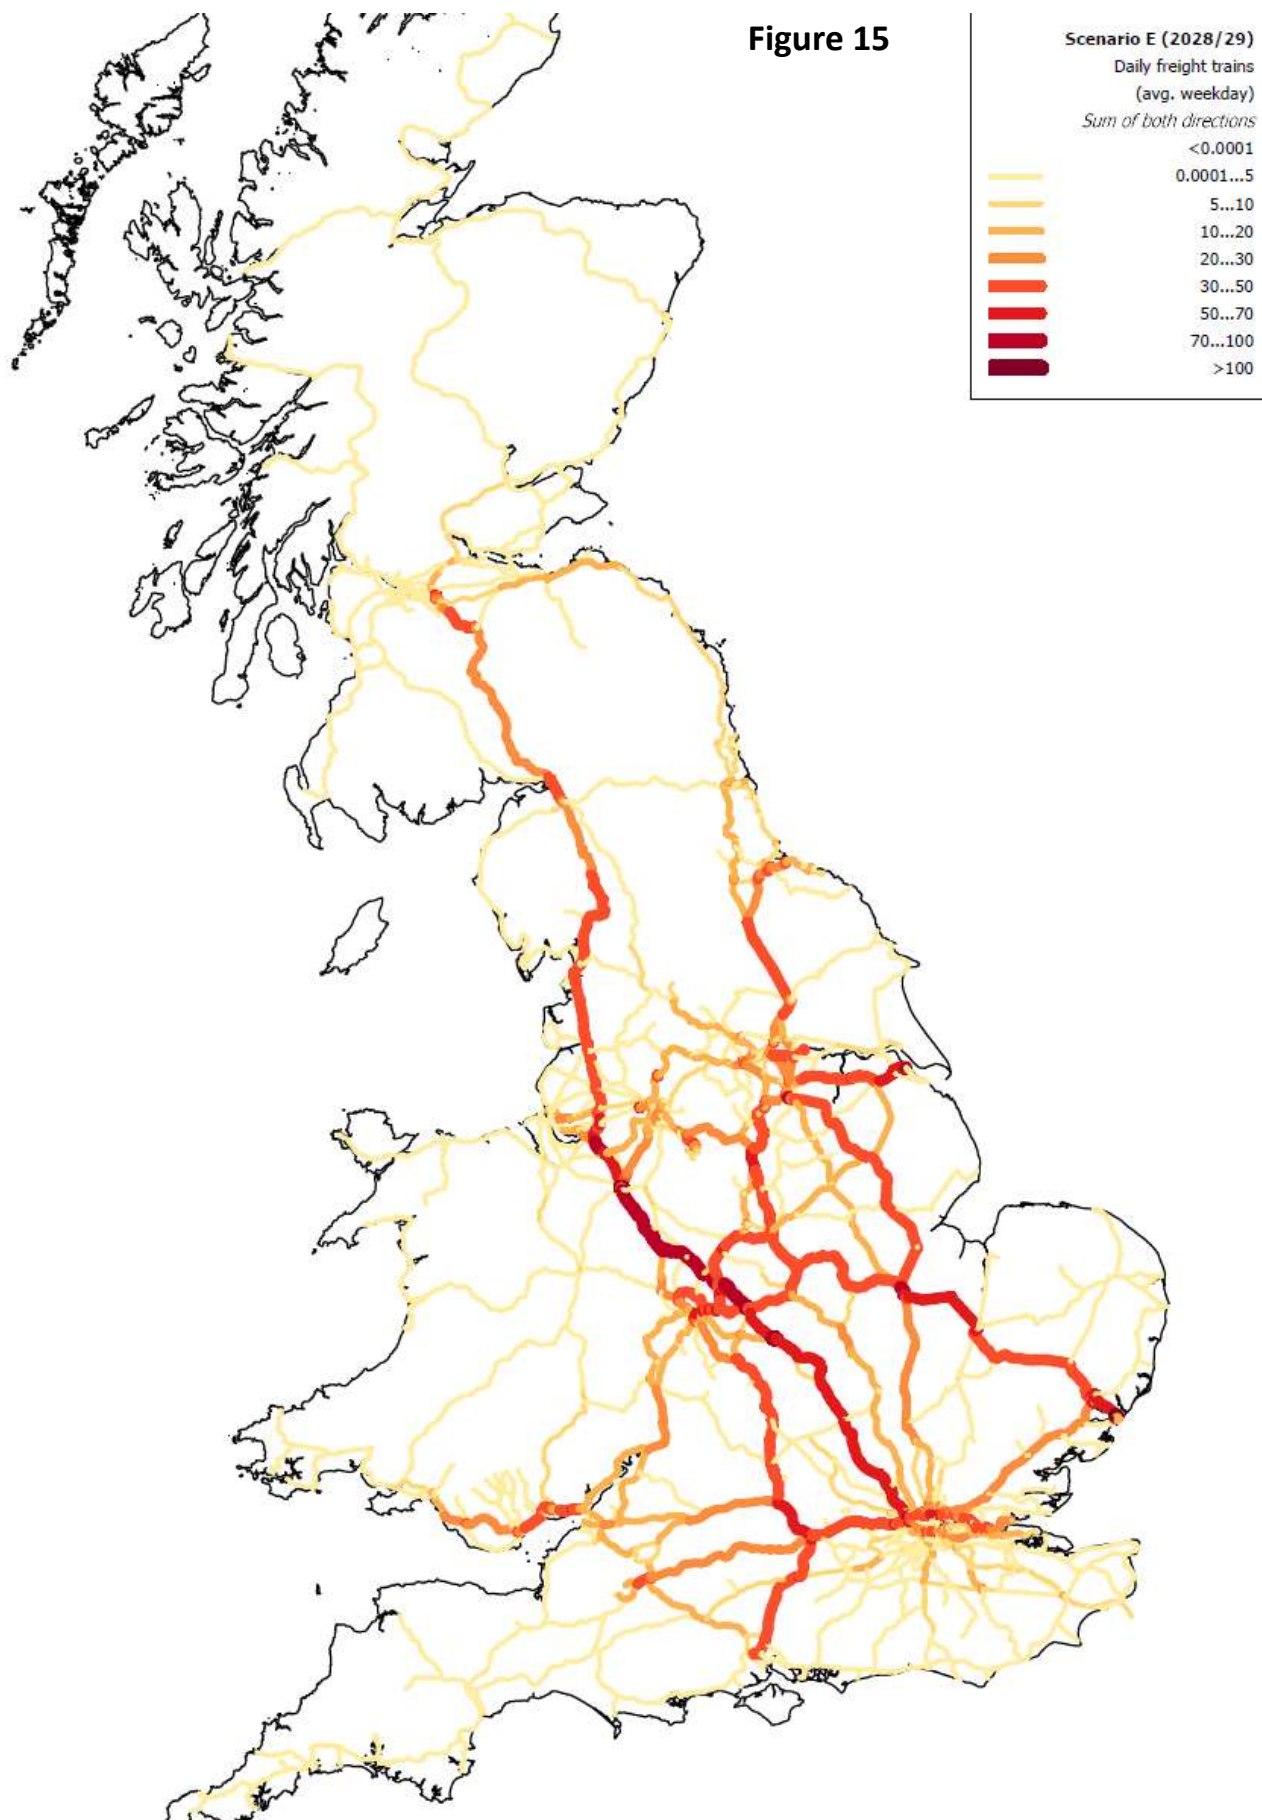 Figure 15
Scenario E (2028/29)
Daily freight trains
(avg. weekday)
Sum of both directions
<0.0001
0.0001...5
5...10
10...20
20...30
30...50
50...70
70...100
>100